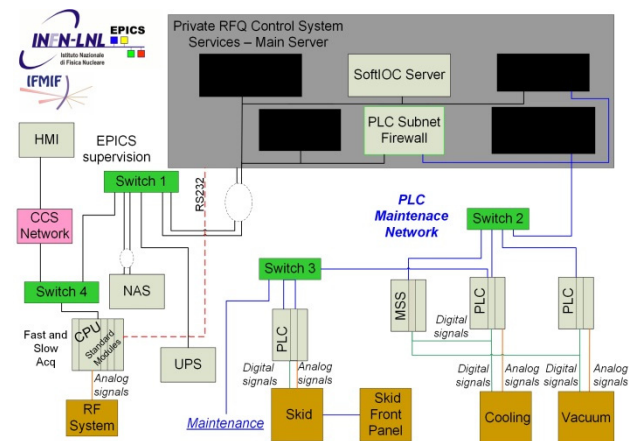 INFN-LNL
Istituto Nazionale
di Fisica Nucleare
EPICS
IFMIF
Private RFQ Control System
Services – Main Server
SoftIOC Server
PLC Subnet
Firewall
HMI
EPICS
supervision
Switch 1
RS232
CCS
Network
PLC
Maintenace
Network
Switch 2
Switch 3
Switch 4
NAS
MSS
PLC
PLC
CPU
Standard
Modules
Fast and
Slow
Acq
UPS
PLC
Digital
signals
Analog
signals
Digital
signals
Digital
signals
Analog
signals
Digital
signals
Analog
signals
Analog
signals
RF
System
Maintenance
Skid
Skid
Front
Panel
Cooling
Vacuum